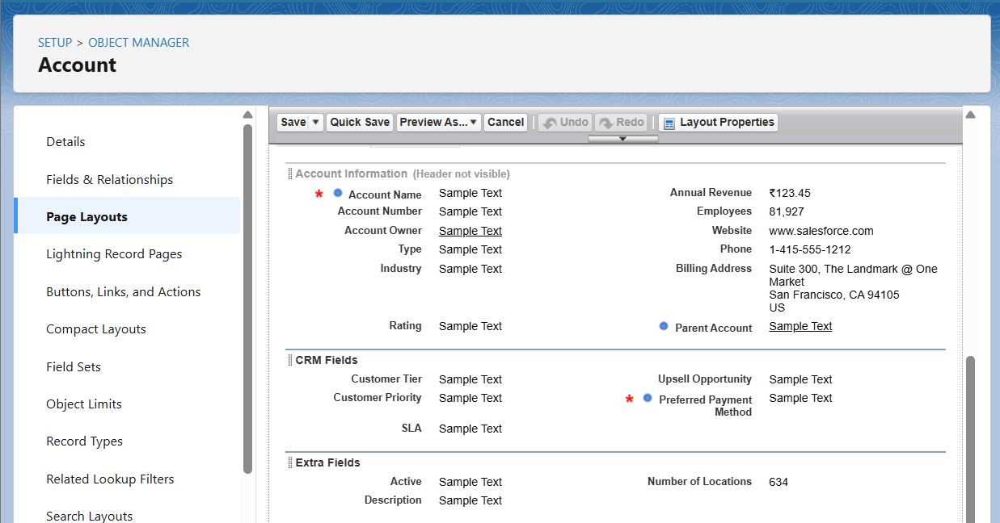 SETUP > OBJECT MANAGER
Account
Details
Fields & Relationships
Page Layouts
Lightning Record Pages
Buttons, Links, and Actions
Compact Layouts
Field Sets
Object Limits
Record Types
Related Lookup Filters
Search Layouts
Save Quick Save Preview As... Cancel Undo Redo Layout Properties
Account Information (Header not visible)
* Account Name Sample Text
Account Number Sample Text
Account Owner Sample Text
Type Sample Text
Industry Sample Text
Rating Sample Text
Annual Revenue ₹123.45
Employees 81,927
Website www.salesforce.com
Phone 1-415-555-1212
Billing Address Suite 300, The Landmark @ One
Market
San Francisco, CA 94105
US
Parent Account Sample Text
CRM Fields
Customer Tier Sample Text
Customer Priority Sample Text
SLA Sample Text
Upsell Opportunity Sample Text
* Preferred Payment Sample Text
Method
Extra Fields
Active Sample Text
Description Sample Text
Number of Locations 634